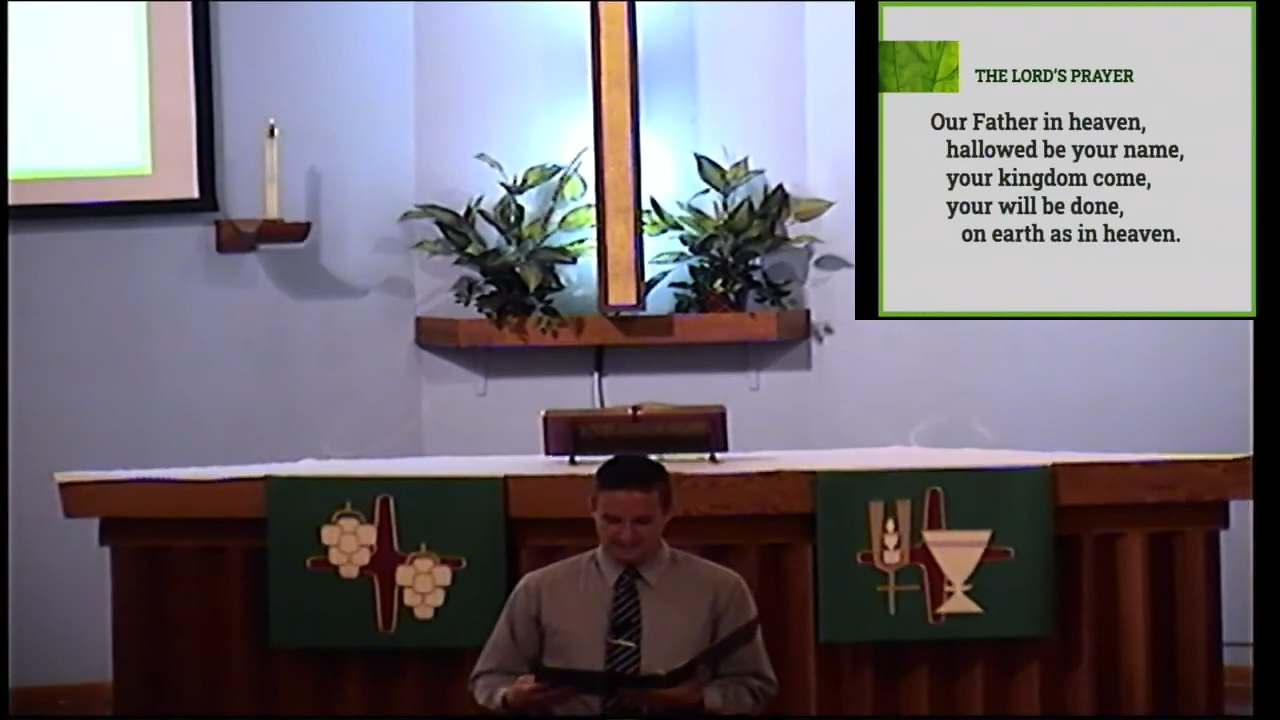 THE LORD'S PRAYER
Our Father in heaven,
hallowed be your name,
your kingdom come,
your will be done,
on earth as in heaven.